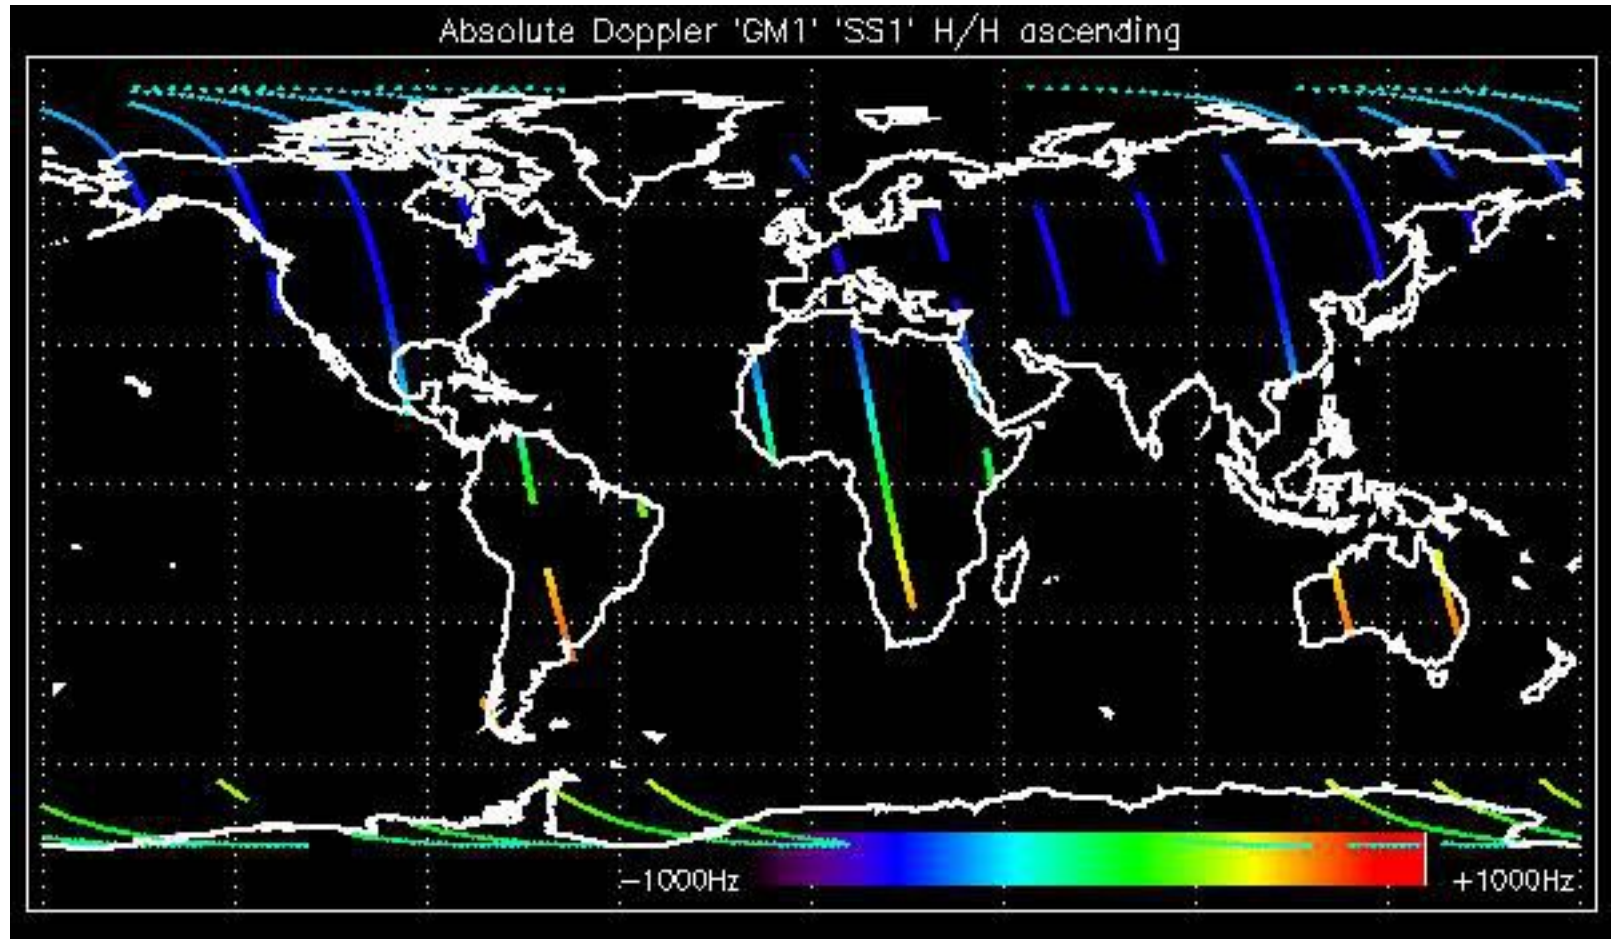 Absolute Doppler 'GM1' 'SS1' H/H ascending
−1000Hz
+1000Hz